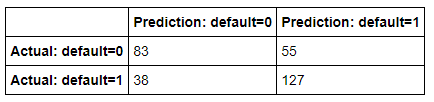 Prediction: default=0 Prediction: default=1
Actual: default=0 83 55
Actual: default=1 38 127